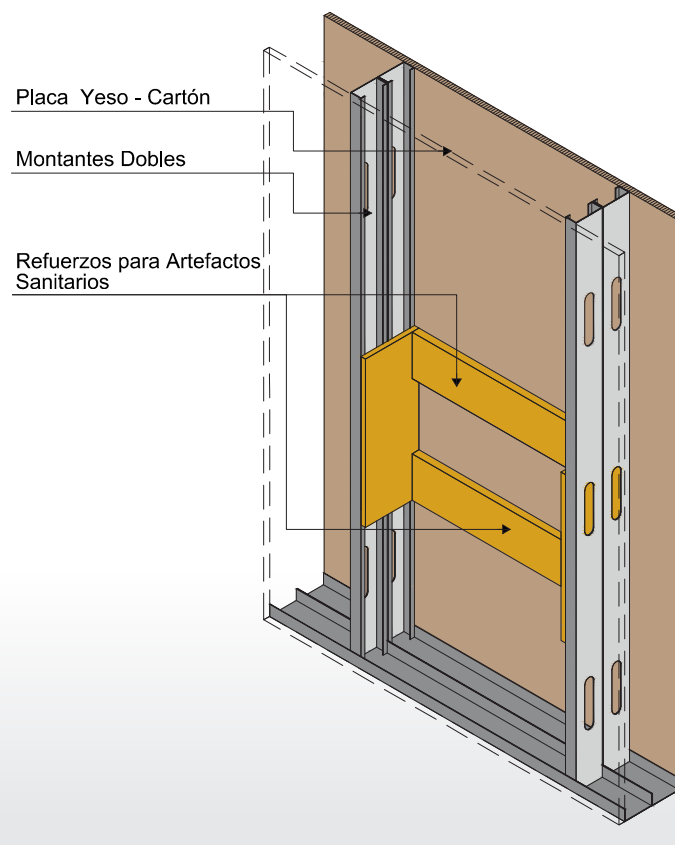 Placa Yeso - Cartón
Montantes Dobles
Refuerzos para Artefactos
Sanitarios